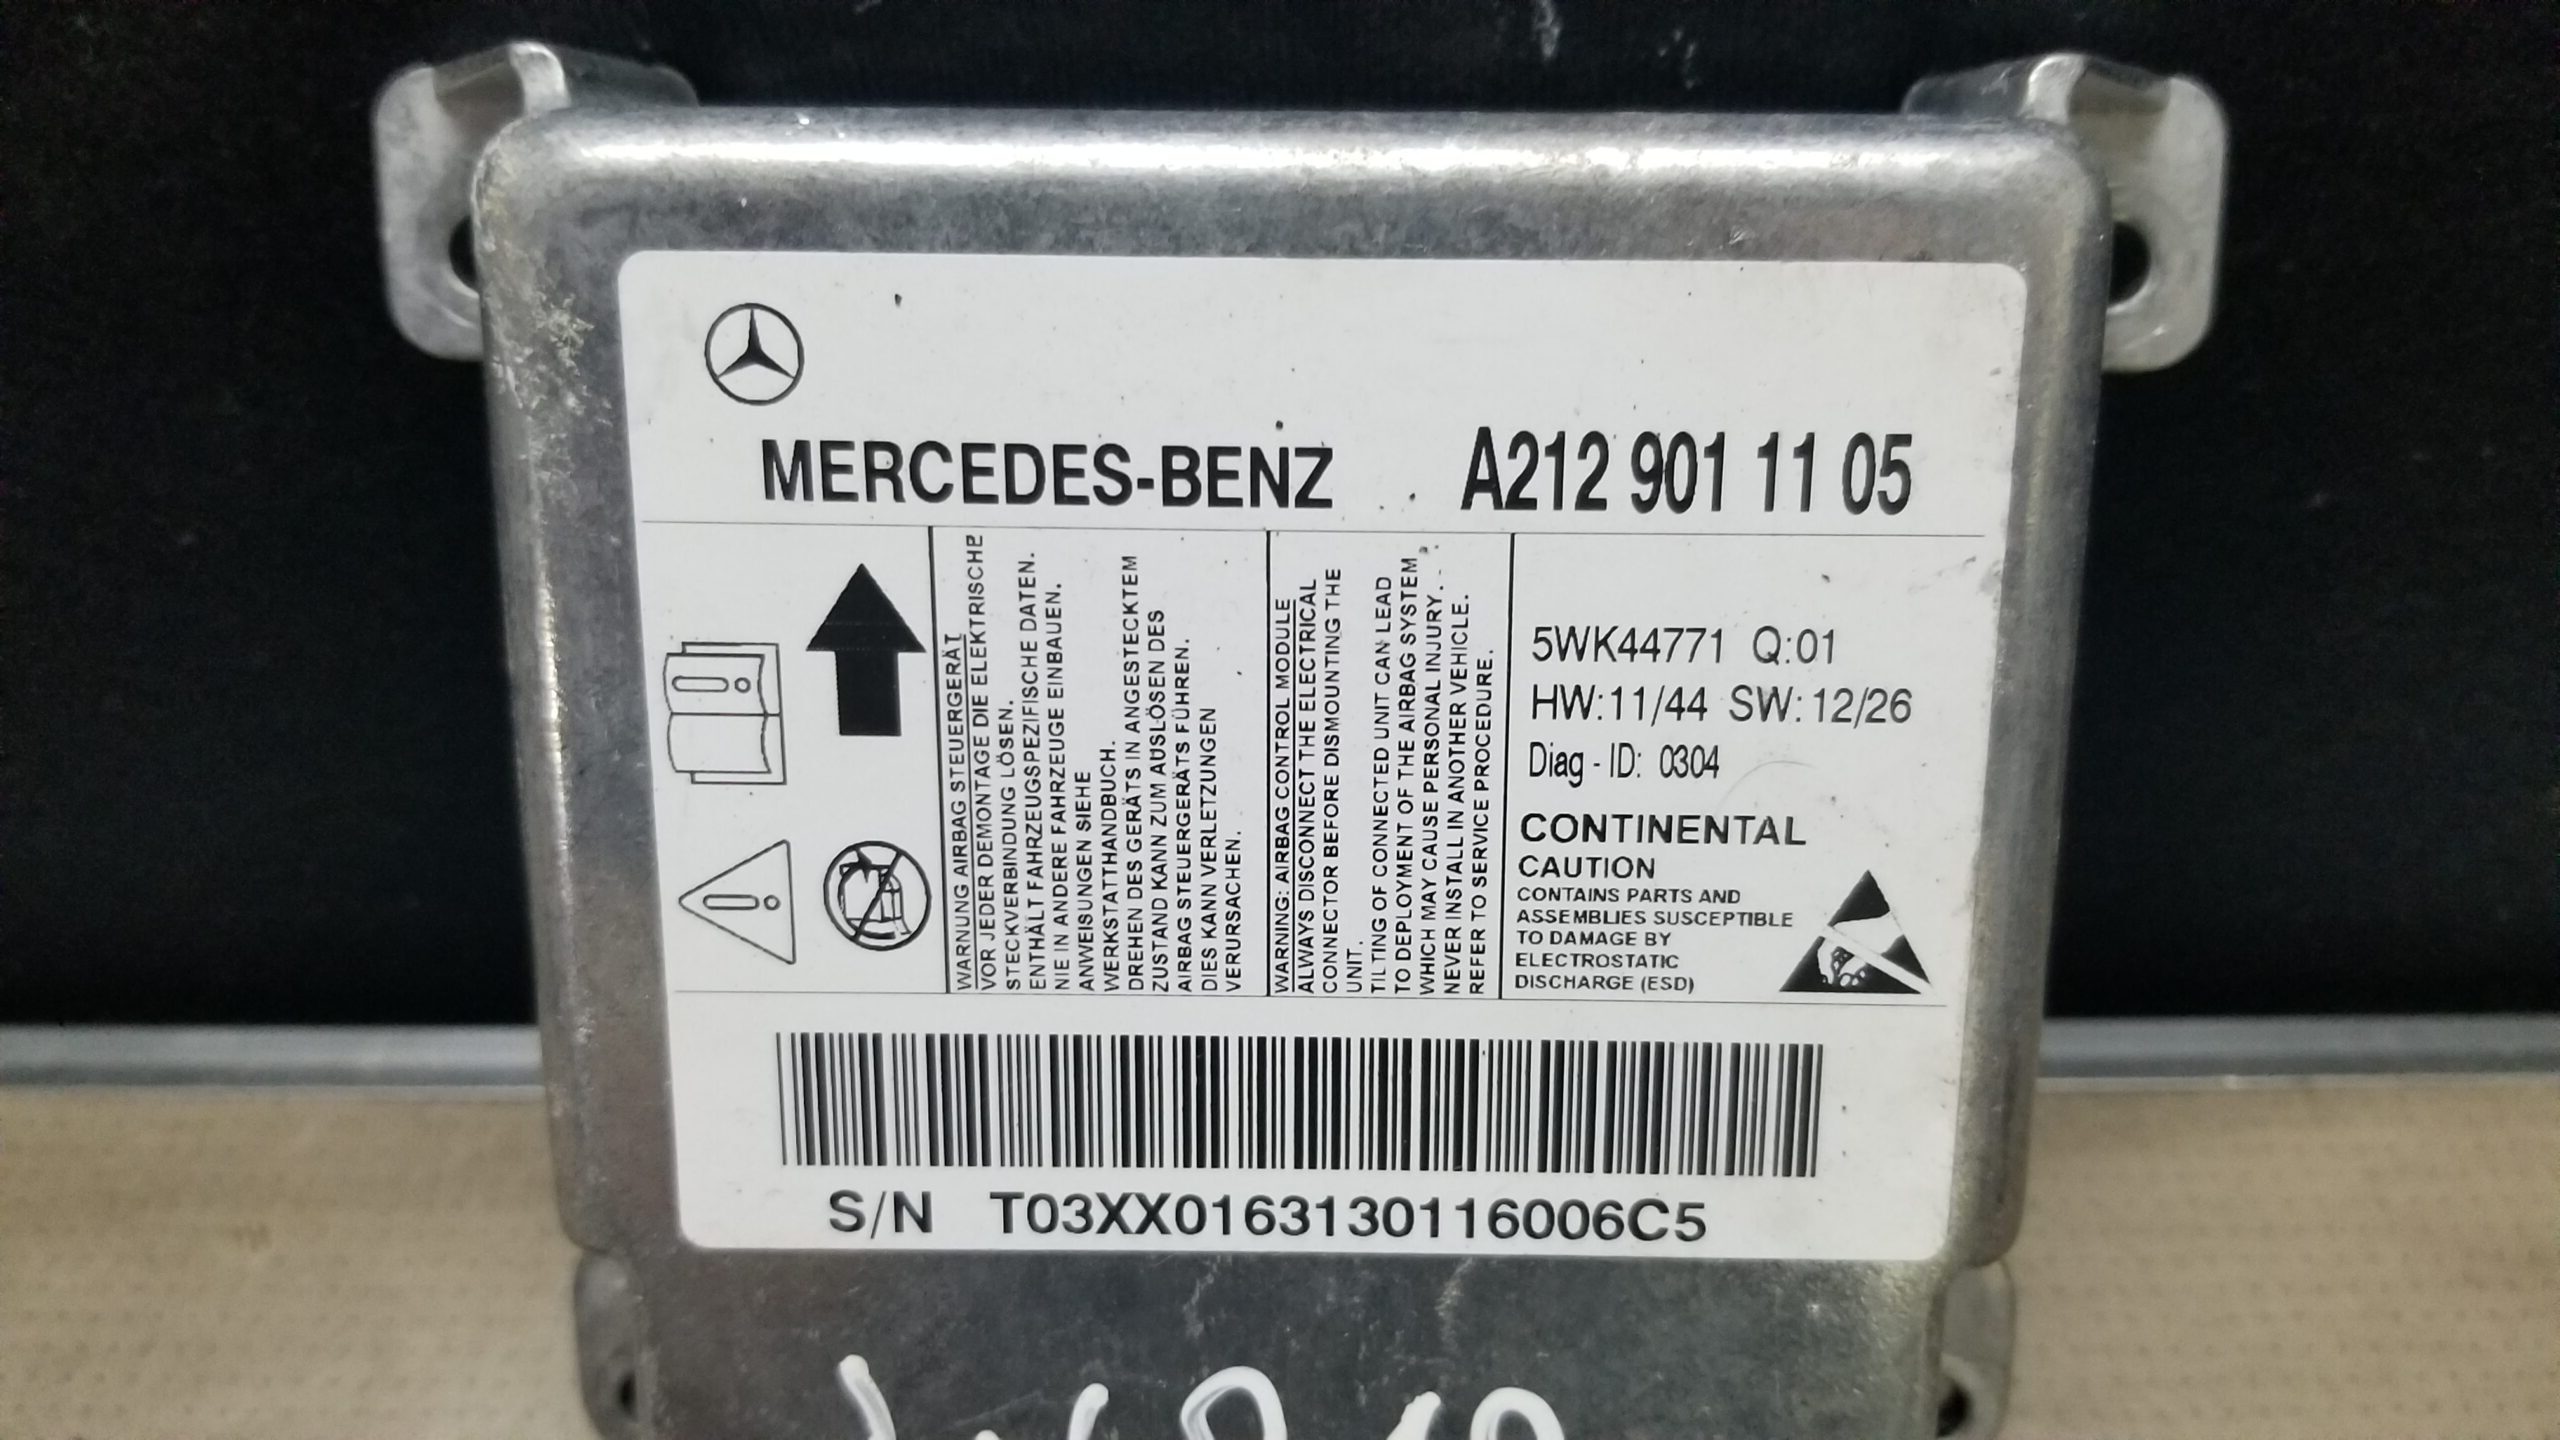 MERCEDES-BENZ A212 901 11 05
WARNUNG AIRBAG STEUERGERÄT
VOR JEDER DEMONTAGE DIE ELEKTRISCHE
STECKVERBINDUNG LÖSEN.
ENTHÄLT FAHRZEUGSPEZIFISCHE DATEN.
NIE IN ANDERE FAHRZEUGE EINBAUEN.
ANWEISUNGEN SIEHE
WERKSTATTHANDBUCH.
DREHEN DES GERÄTS IN ANGESTECKTEM
ZUSTAND KANN ZUM AUSLÖSEN DES
AIRBAG STEUERGERÄTS FÜHREN.
DIES KANN VERLETZUNGEN
VERURSACHEN.
WARNING: AIRBAG CONTROL MODULE
ALWAYS DISCONNECT THE ELECTRICAL
CONNECTOR BEFORE DISMOUNTING THE
UNIT.
TILTING OF CONNECTED UNIT CAN LEAD
TO DEPLOYMENT OF THE AIRBAG SYSTEM
WHICH MAY CAUSE PERSONAL INJURY.
NEVER INSTALL IN ANOTHER VEHICLE.
REFER TO SERVICE PROCEDURE.
5WK44771 Q:01
HW:11/44 SW:12/26
Diag - ID: 0304
CONTINENTAL
CAUTION
CONTAINS PARTS AND
ASSEMBLIES SUSCEPTIBLE
TO DAMAGE BY
ELECTROSTATIC
DISCHARGE (ESD)
S/N T03XX0163130116006C5